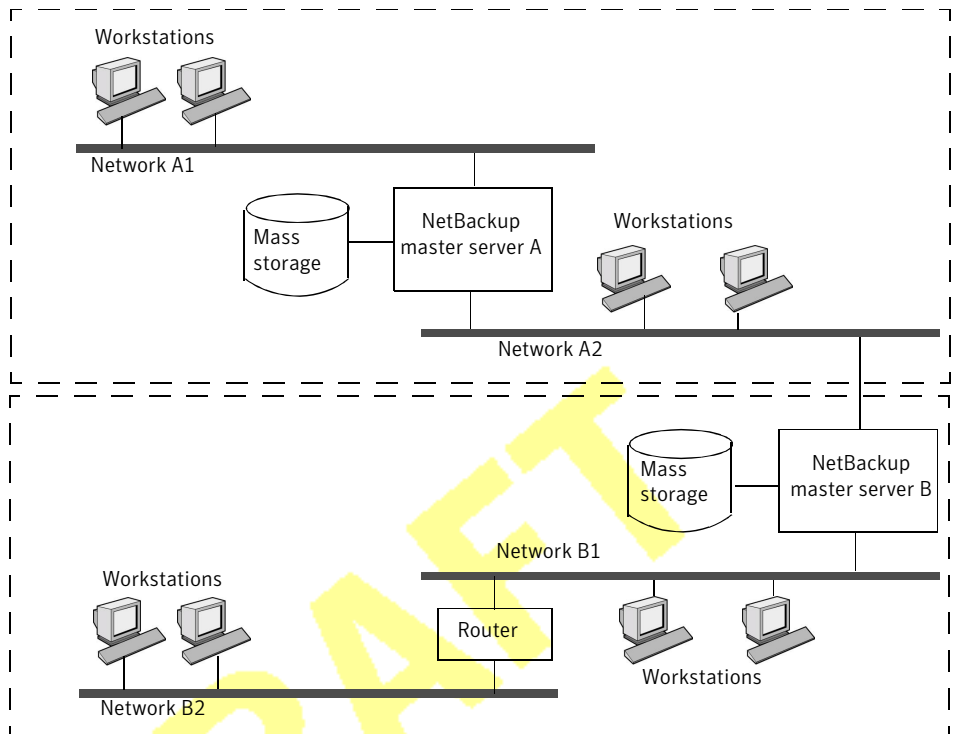 Workstations
Network A1
NetBackup
master server A
Mass
storage
Workstations
Network A2
NetBackup
master server B
Mass
storage
Network B1
Workstations
Router
Workstations
Network B2
DRAFT